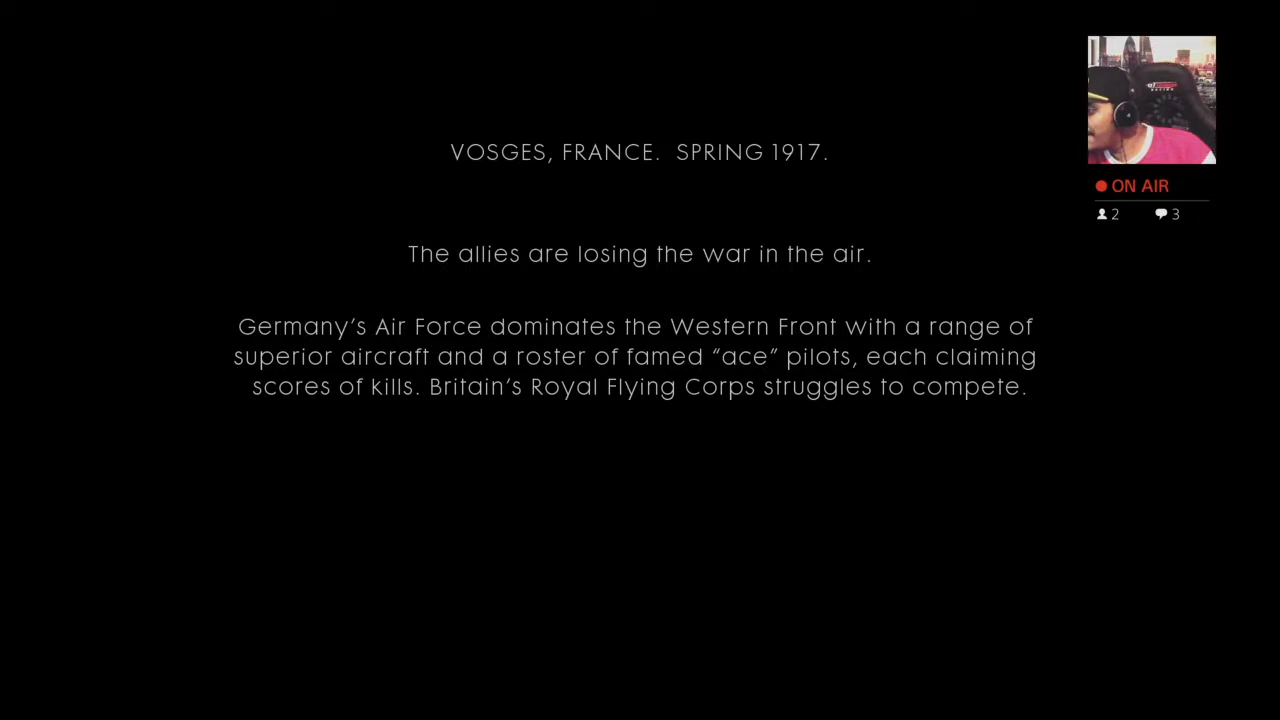 VOSGES, FRANCE. SPRING 1917.
ON AIR
2 3
The allies are losing the war in the air.
Germany’s Air Force dominates the Western Front with a range of
superior aircraft and a roster of famed “ace” pilots, each claiming
scores of kills. Britain’s Royal Flying Corps struggles to compete.